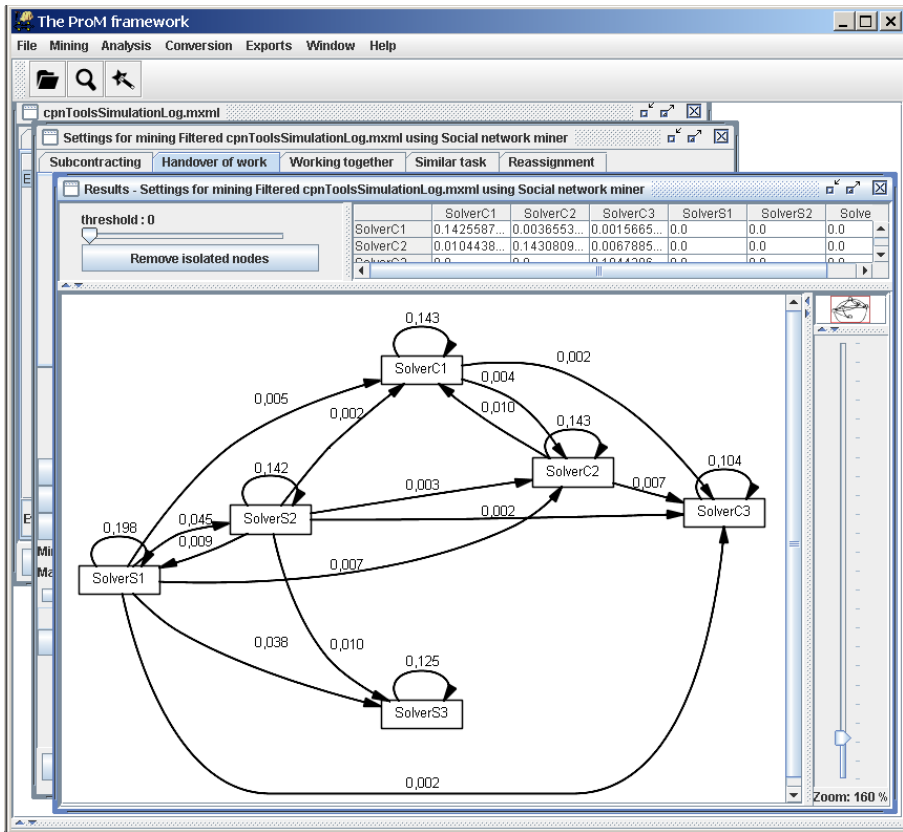 The ProM framework
File Mining Analysis Conversion Exports Window Help
cpnToolsSimulationLog.mxml
Settings for mining Filtered cpnToolsSimulationLog.mxml using Social network miner
Subcontracting Handover of work Working together Similar task Reassignment
Results - Settings for mining Filtered cpnToolsSimulationLog.mxml using Social network miner
threshold : 0
Remove isolated nodes
SolverC1 SolverC2 SolverC3 SolverS1 SolverS2 Solve
SolverC1 0.1425587... 0.0036553... 0.0015665... 0.0 0.0 0.0
SolverC2 0.0104438... 0.1430809... 0.0067885... 0.0 0.0 0.0
0,143
0,002
SolverC1
0,004
0,005
0,002
0,010
0,143
0,142
0,104
SolverC2
0,003
0,007
0,198
0,045
SolverS2
0,002
SolverC3
0,009
0,007
SolverS1
Mi
Ma
0,038
0,010
0,125
SolverS3
0,002
Zoom: 160 %